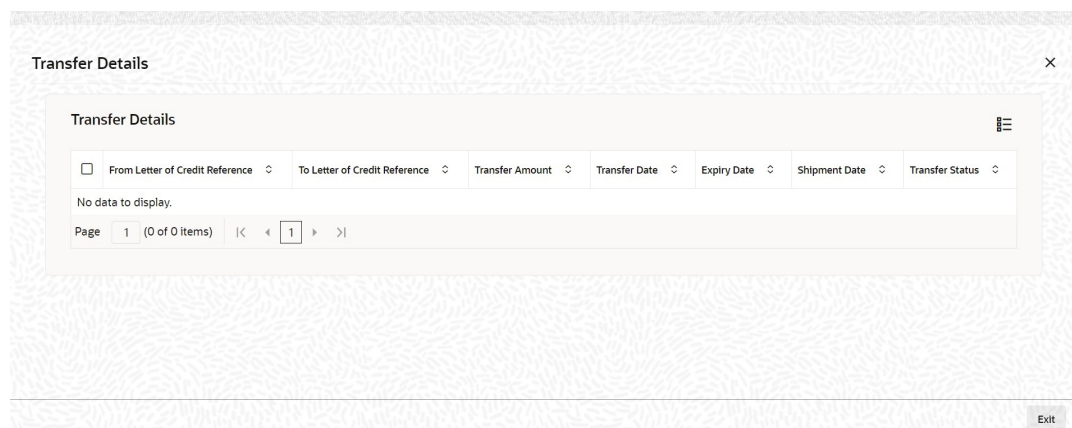 Transfer Details
Transfer Details
From Letter of Credit Reference To Letter of Credit Reference Transfer Amount Transfer Date Expiry Date Shipment Date Transfer Status
No data to display.
Page 1 (0 of 0 items) 1
Exit